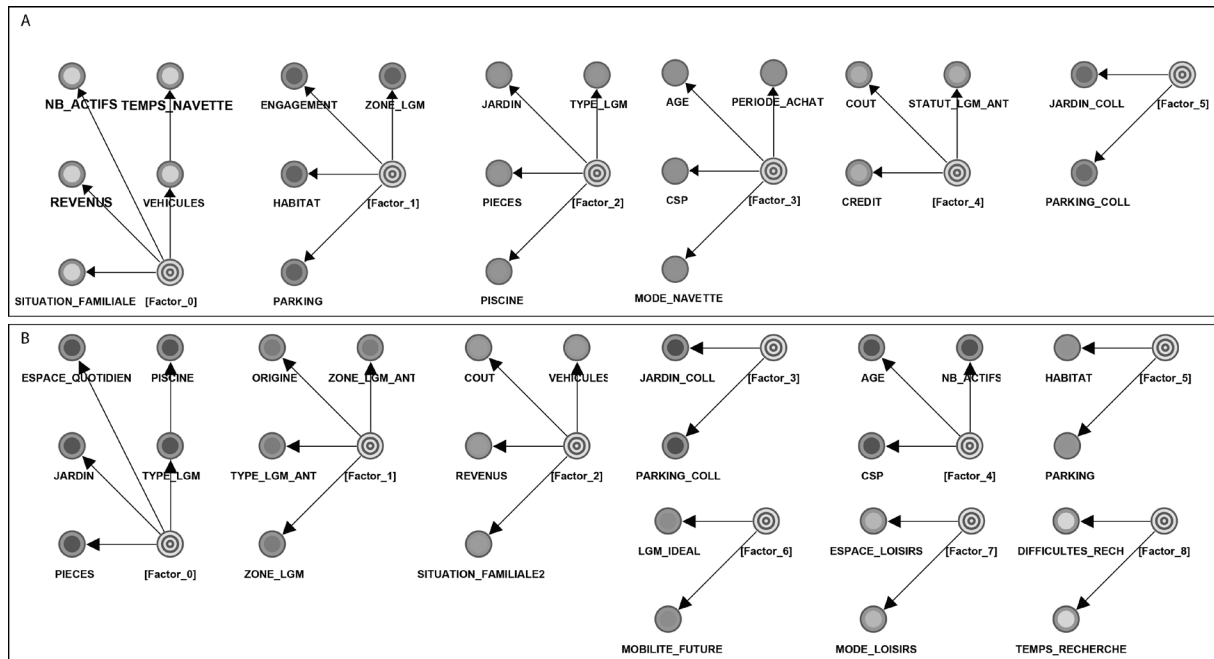 A
NB_ACTIFS TEMPS_NAVETTE ENGAGEMENT ZONE_LGM JARDIN TYPE_LGM AGE PERIODE_ACHAT COUT STATUT_LGM_ANT JARDIN_COLL [Factor_5]
REVENUS VEHICULES HABITAT [Factor_1] PIECES [Factor_2] CSP [Factor_3] CREDIT [Factor_4] PARKING_COLL
SITUATION_FAMILIALE [Factor_0] PARKING PISCINE MODE_NAVETTE
B
ESPACE_QUOTIDIEN PISCINE ORIGINE ZONE_LGM_ANT COUT VEHICULES JARDIN_COLL [Factor_3] AGE NB_ACTIFS HABITAT [Factor_5]
JARDIN TYPE_LGM TYPE_LGM_ANT [Factor_1] REVENUS [Factor_2] PARKING_COLL CSP [Factor_4] PARKING
LGM_IDEAL [Factor_6] ESPACE_LOISIRS [Factor_7] DIFFICULTES_RECH [Factor_8]
PIECES [Factor_0] ZONE_LGM SITUATION_FAMILIALE2
MOBILITE_FUTURE MODE_LOISIRS TEMPS_RECHERCHE